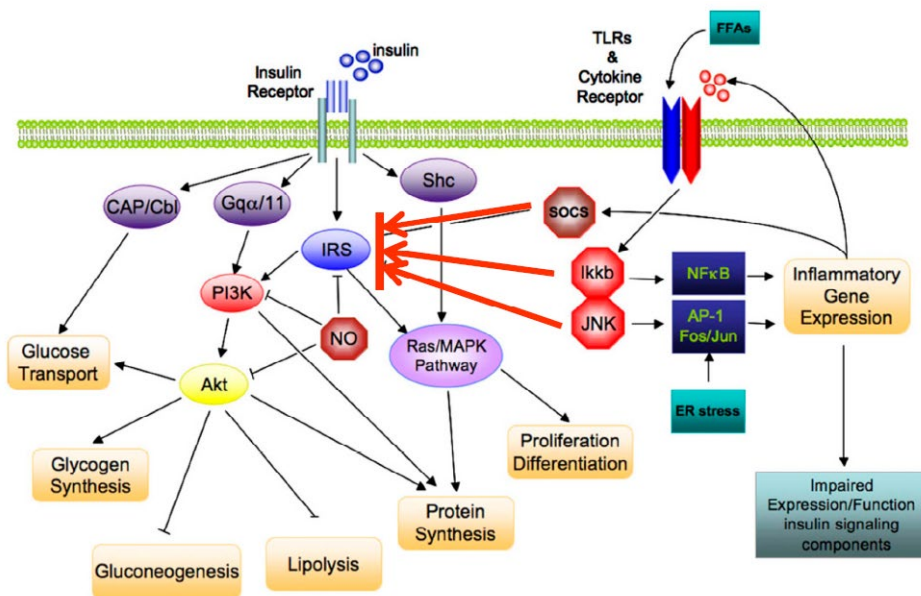 FFAs
insulin
TLRs
&
Cytokine
Receptor
Insulin
Receptor
CAP/Cbl
Gqα/11
Shc
SOCS
IRS
Ikkb
NFκB
Inflammatory
Gene
Expression
PI3K
JNK
AP-1
Fos/Jun
NO
Ras/MAPK
Pathway
Glucose
Transport
Akt
ER stress
Glycogen
Synthesis
Proliferation
Differentiation
Protein
Synthesis
Impaired
Expression/Function
insulin signaling
components
Gluconeogenesis
Lipolysis